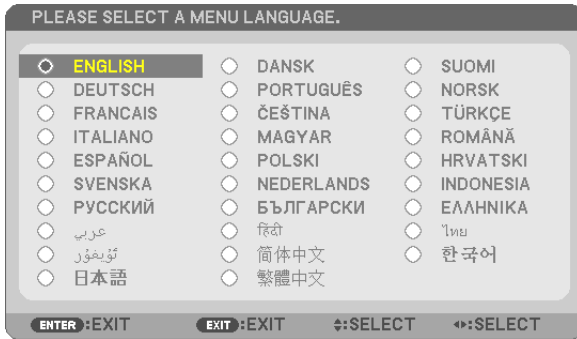 PLEASE SELECT A MENU LANGUAGE.
ENGLISH DANSK SUOMI
DEUTSCH PORTUGUÊS NORSK
FRANCAIS ČEŠTINA TÜRKÇE
ITALIANO MAGYAR ROMÂNĂ
ESPAÑOL POLSKI HRVATSKI
SVENSKA NEDERLANDS INDONESIA
РУССКИЙ БЪЛГАРСКИ ΕΛΛΗΝΙΚΑ
عربي हिंदी ไทย
ئۇيغۇر 简体中文 한국어
日本語 繁體中文
ENTER :EXIT EXIT :EXIT :SELECT :SELECT